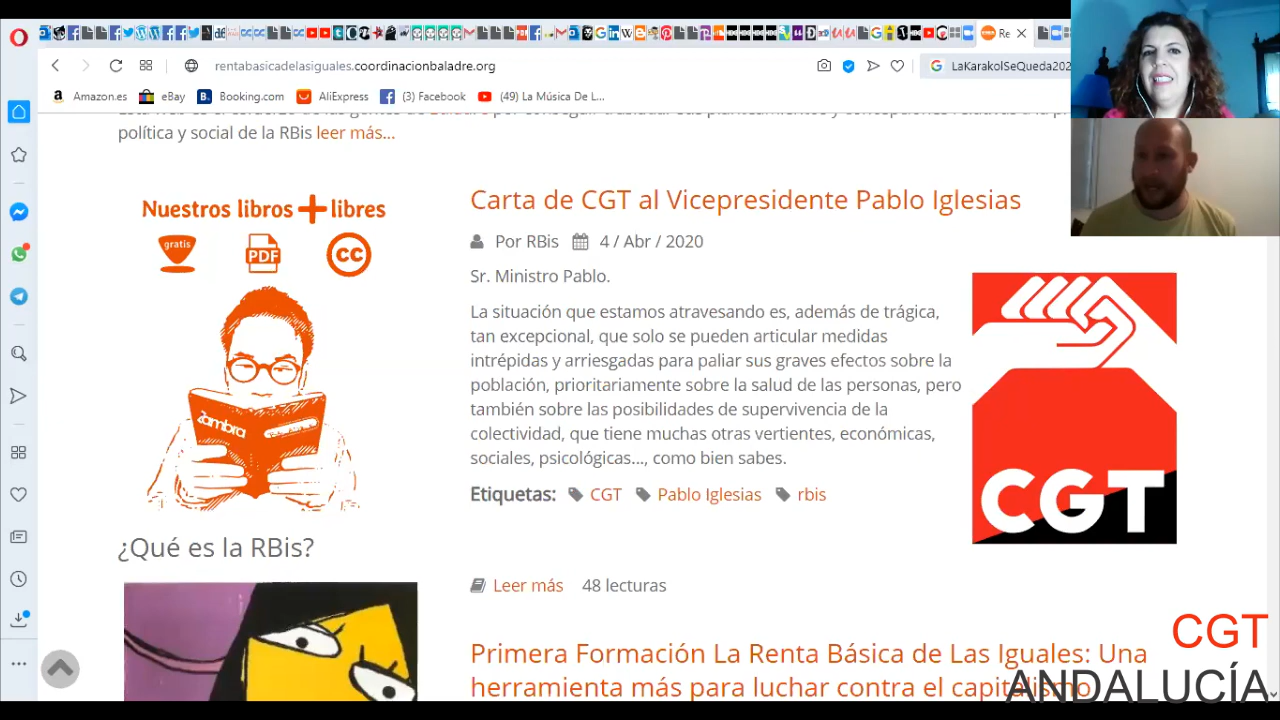 rentabasicadelasiguales.coordinacionbaladre.org
LaKarakolSeQueda202
Amazon.es
eBay
Booking.com
AliExpress
(3) Facebook
(49) La Música De L...
política y social de la RBis leer más...
Nuestros libros + libres
gratis
PDF
CC
Zambra
¿Qué es la RBis?
Carta de CGT al Vicepresidente Pablo Iglesias
Por RBis 4 / Abr / 2020
Sr. Ministro Pablo.
La situación que estamos atravesando es, además de trágica,
tan excepcional, que solo se pueden articular medidas
intrépidas y arriesgadas para paliar sus graves efectos sobre la
población, prioritariamente sobre la salud de las personas, pero
también sobre las posibilidades de supervivencia de la
colectividad, que tiene muchas otras vertientes, económicas,
sociales, psicológicas..., como bien sabes.
Etiquetas: CGT Pablo Iglesias rbis
CGT
Leer más 48 lecturas
Primera Formación La Renta Básica de Las Iguales: Una
herramienta más para luchar contra el capitalismo
CGT
ANDALUCÍA